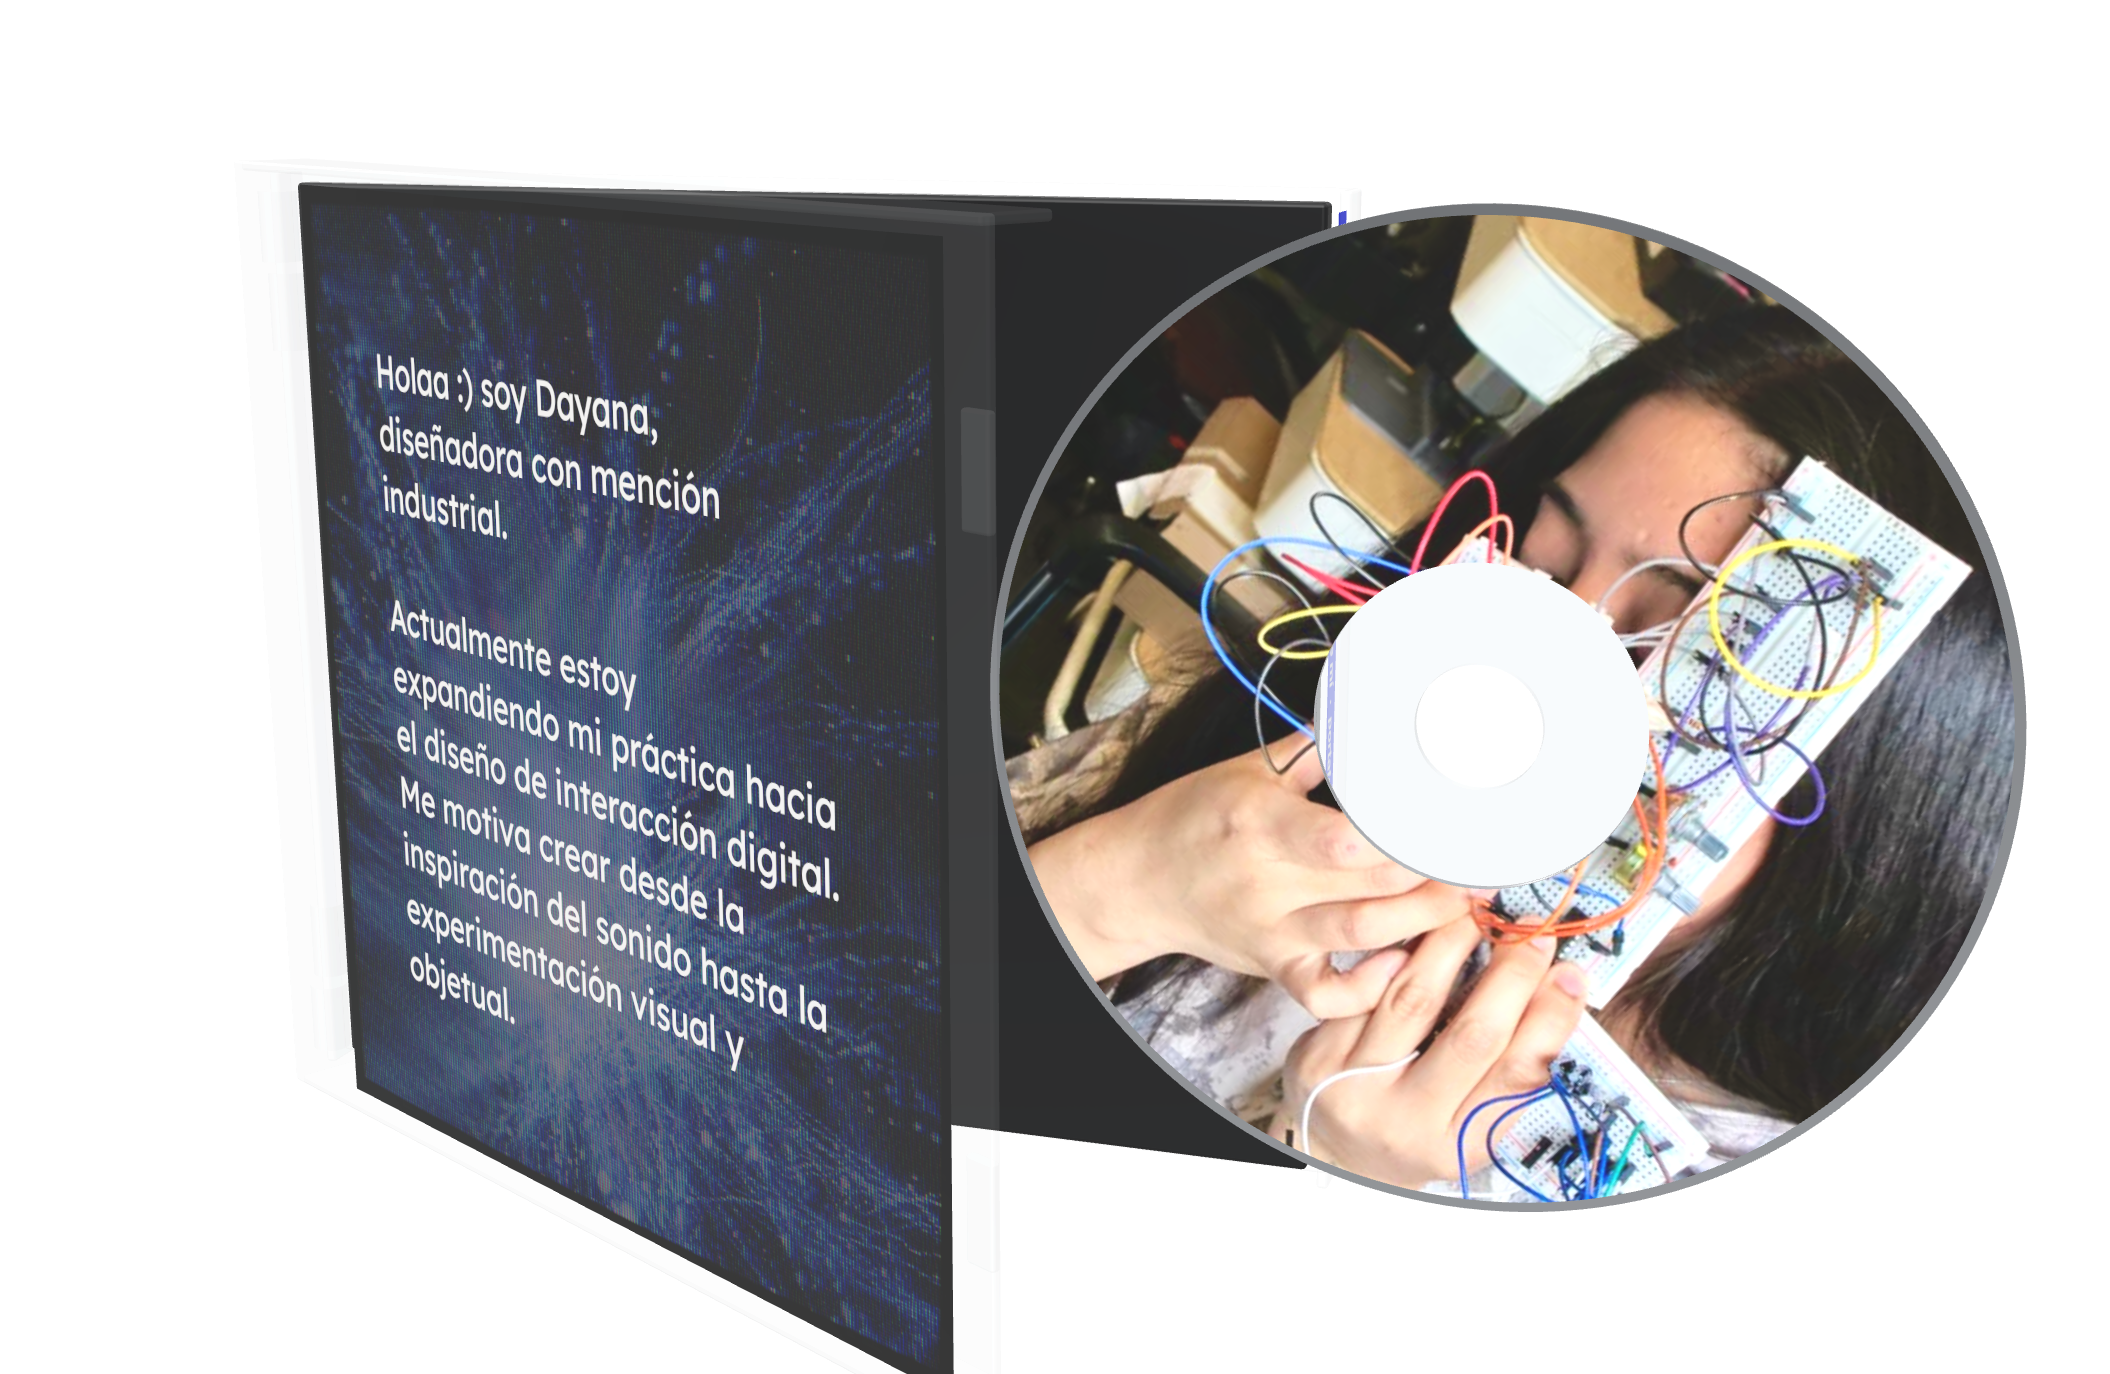 Holaa :) soy Dayana,
diseñadora con mención
industrial.
Actualmente estoy
expandiendo mi práctica hacia
el diseño de interacción digital.
Me motiva crear desde la
inspiración del sonido hasta la
experimentación visual y
objetual.